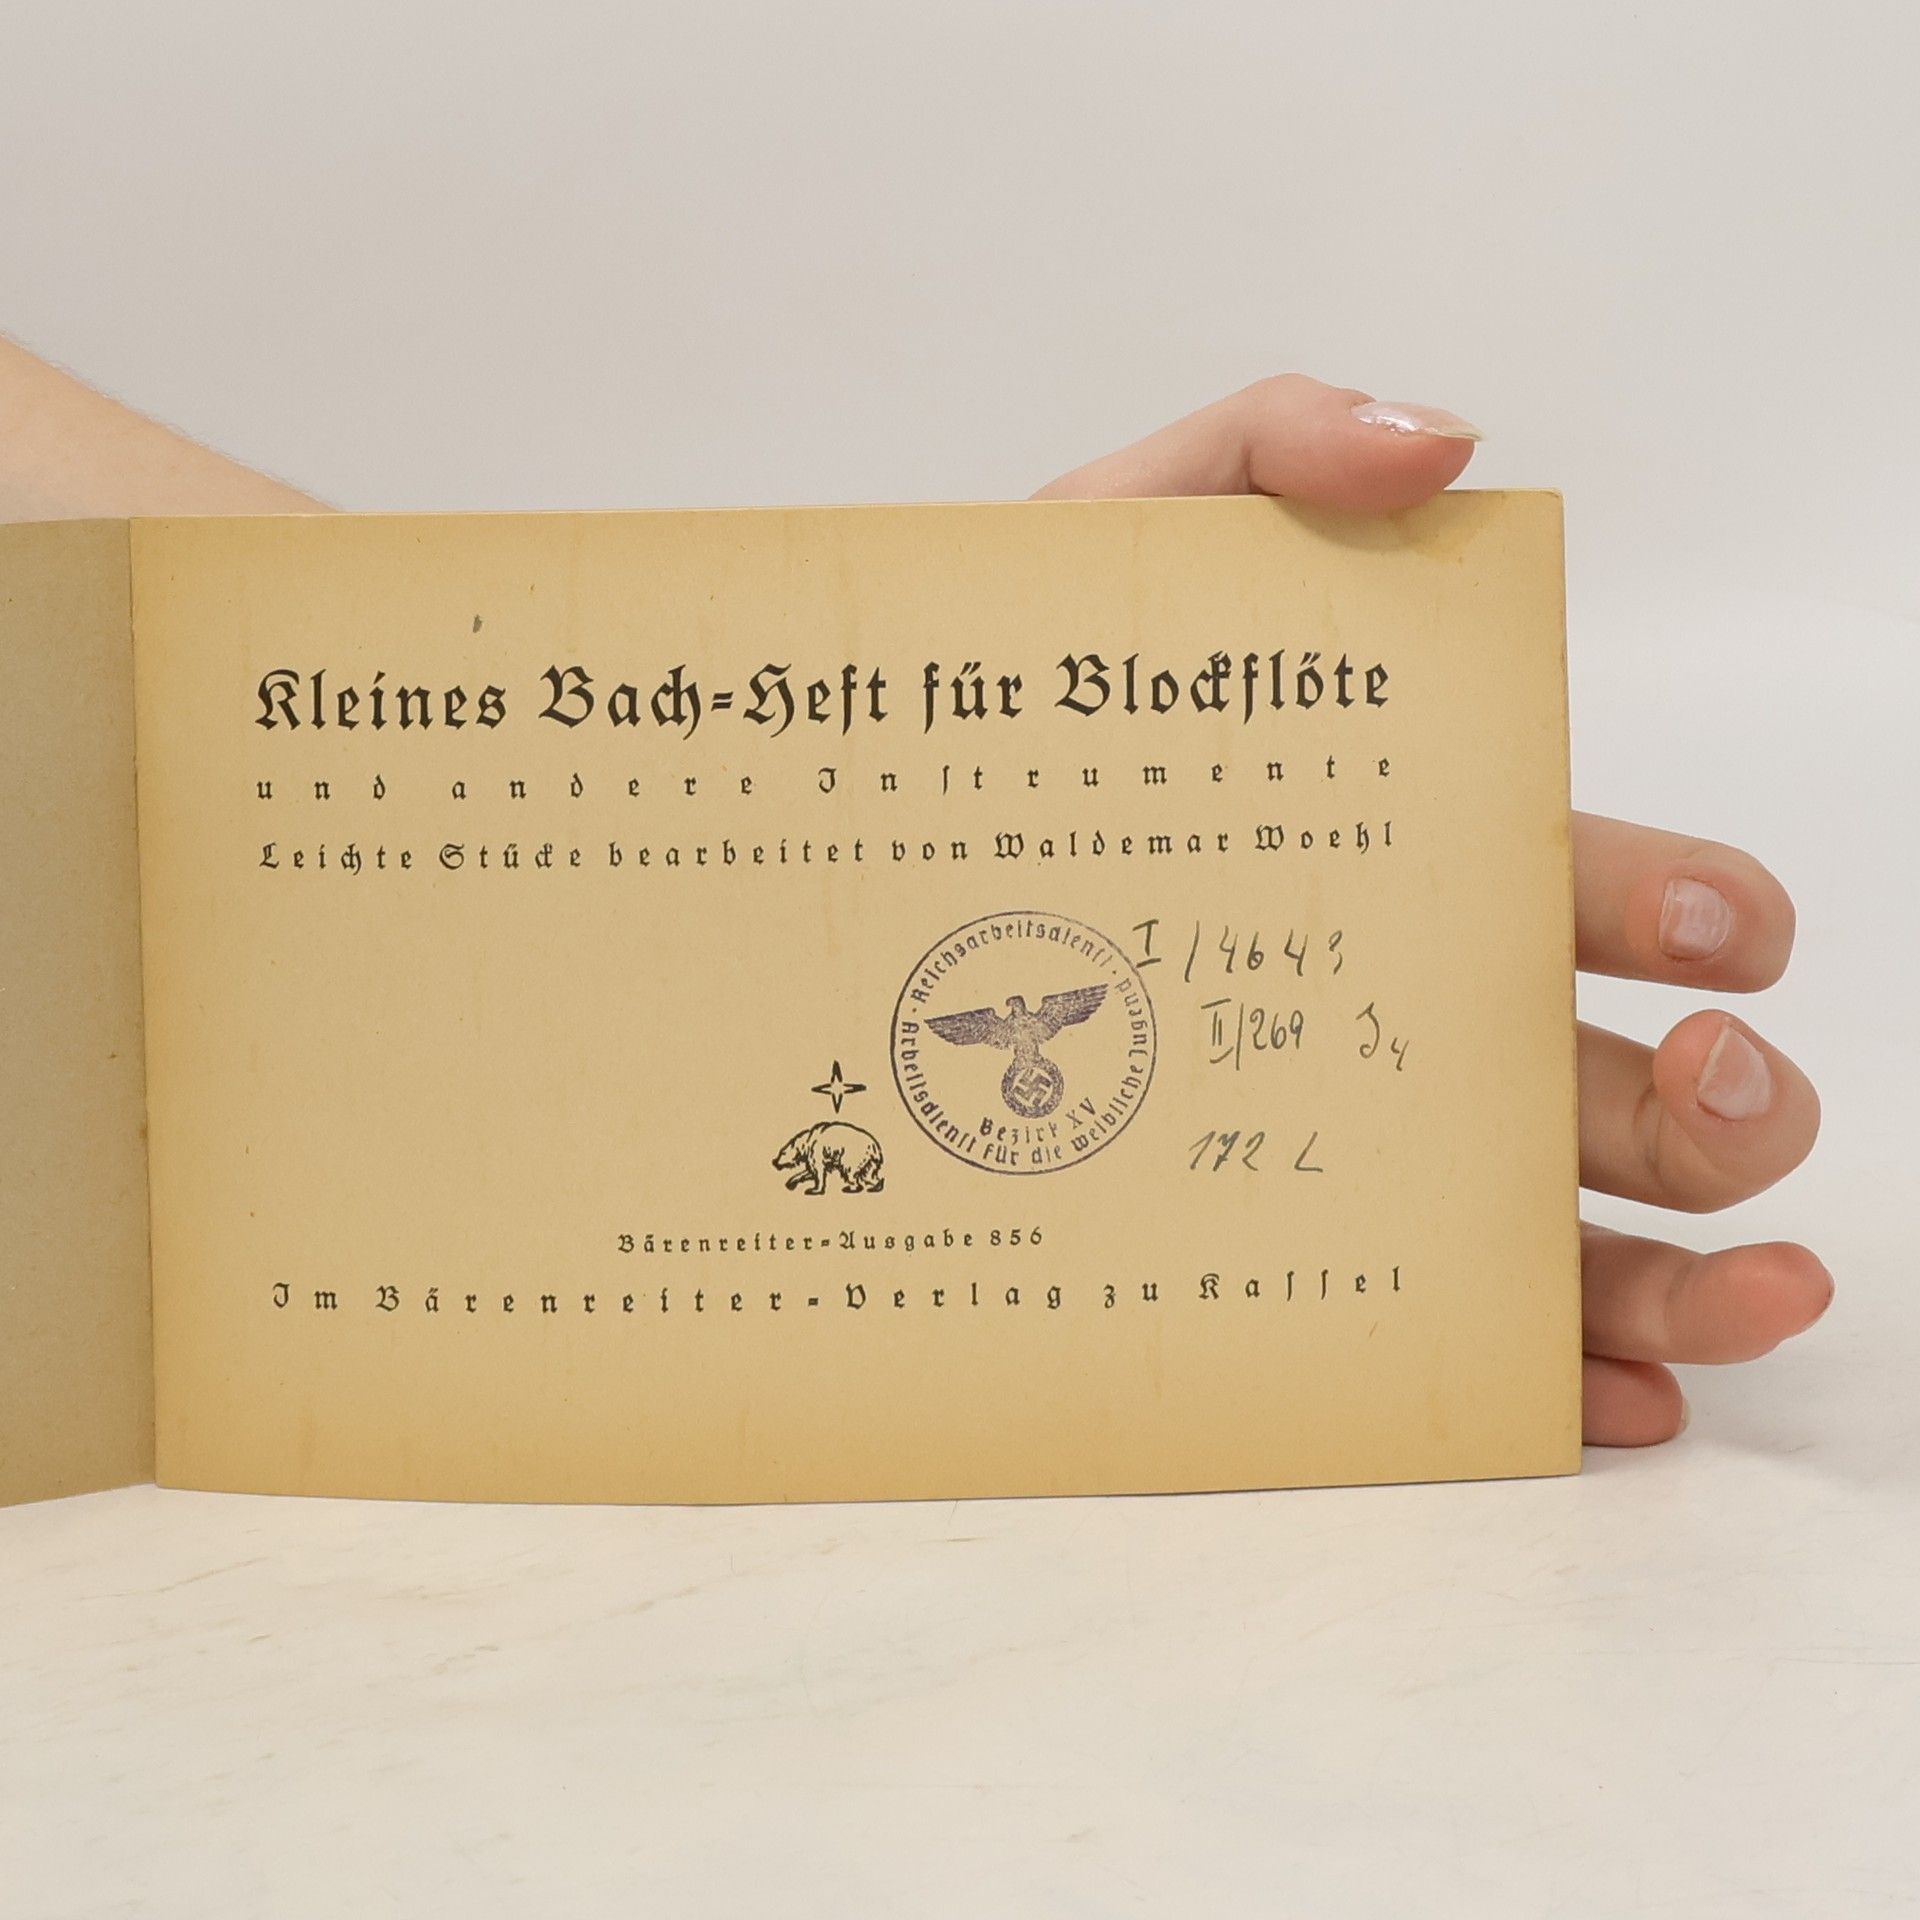 Kleines Bach=Heft für Blockflöte
und andere Inſtrumente
Leichte Stücke bearbeitet von Waldemar Woehl
Reichsarbeitsdienſt · Arbeitsdienſt für die weibliche Jugend ·
Bezirk XV
I / 4643
II/269 J4
172 L
Bärenreiter=Ausgabe 856
Im Bärenreiter=Verlag zu Kaſſel